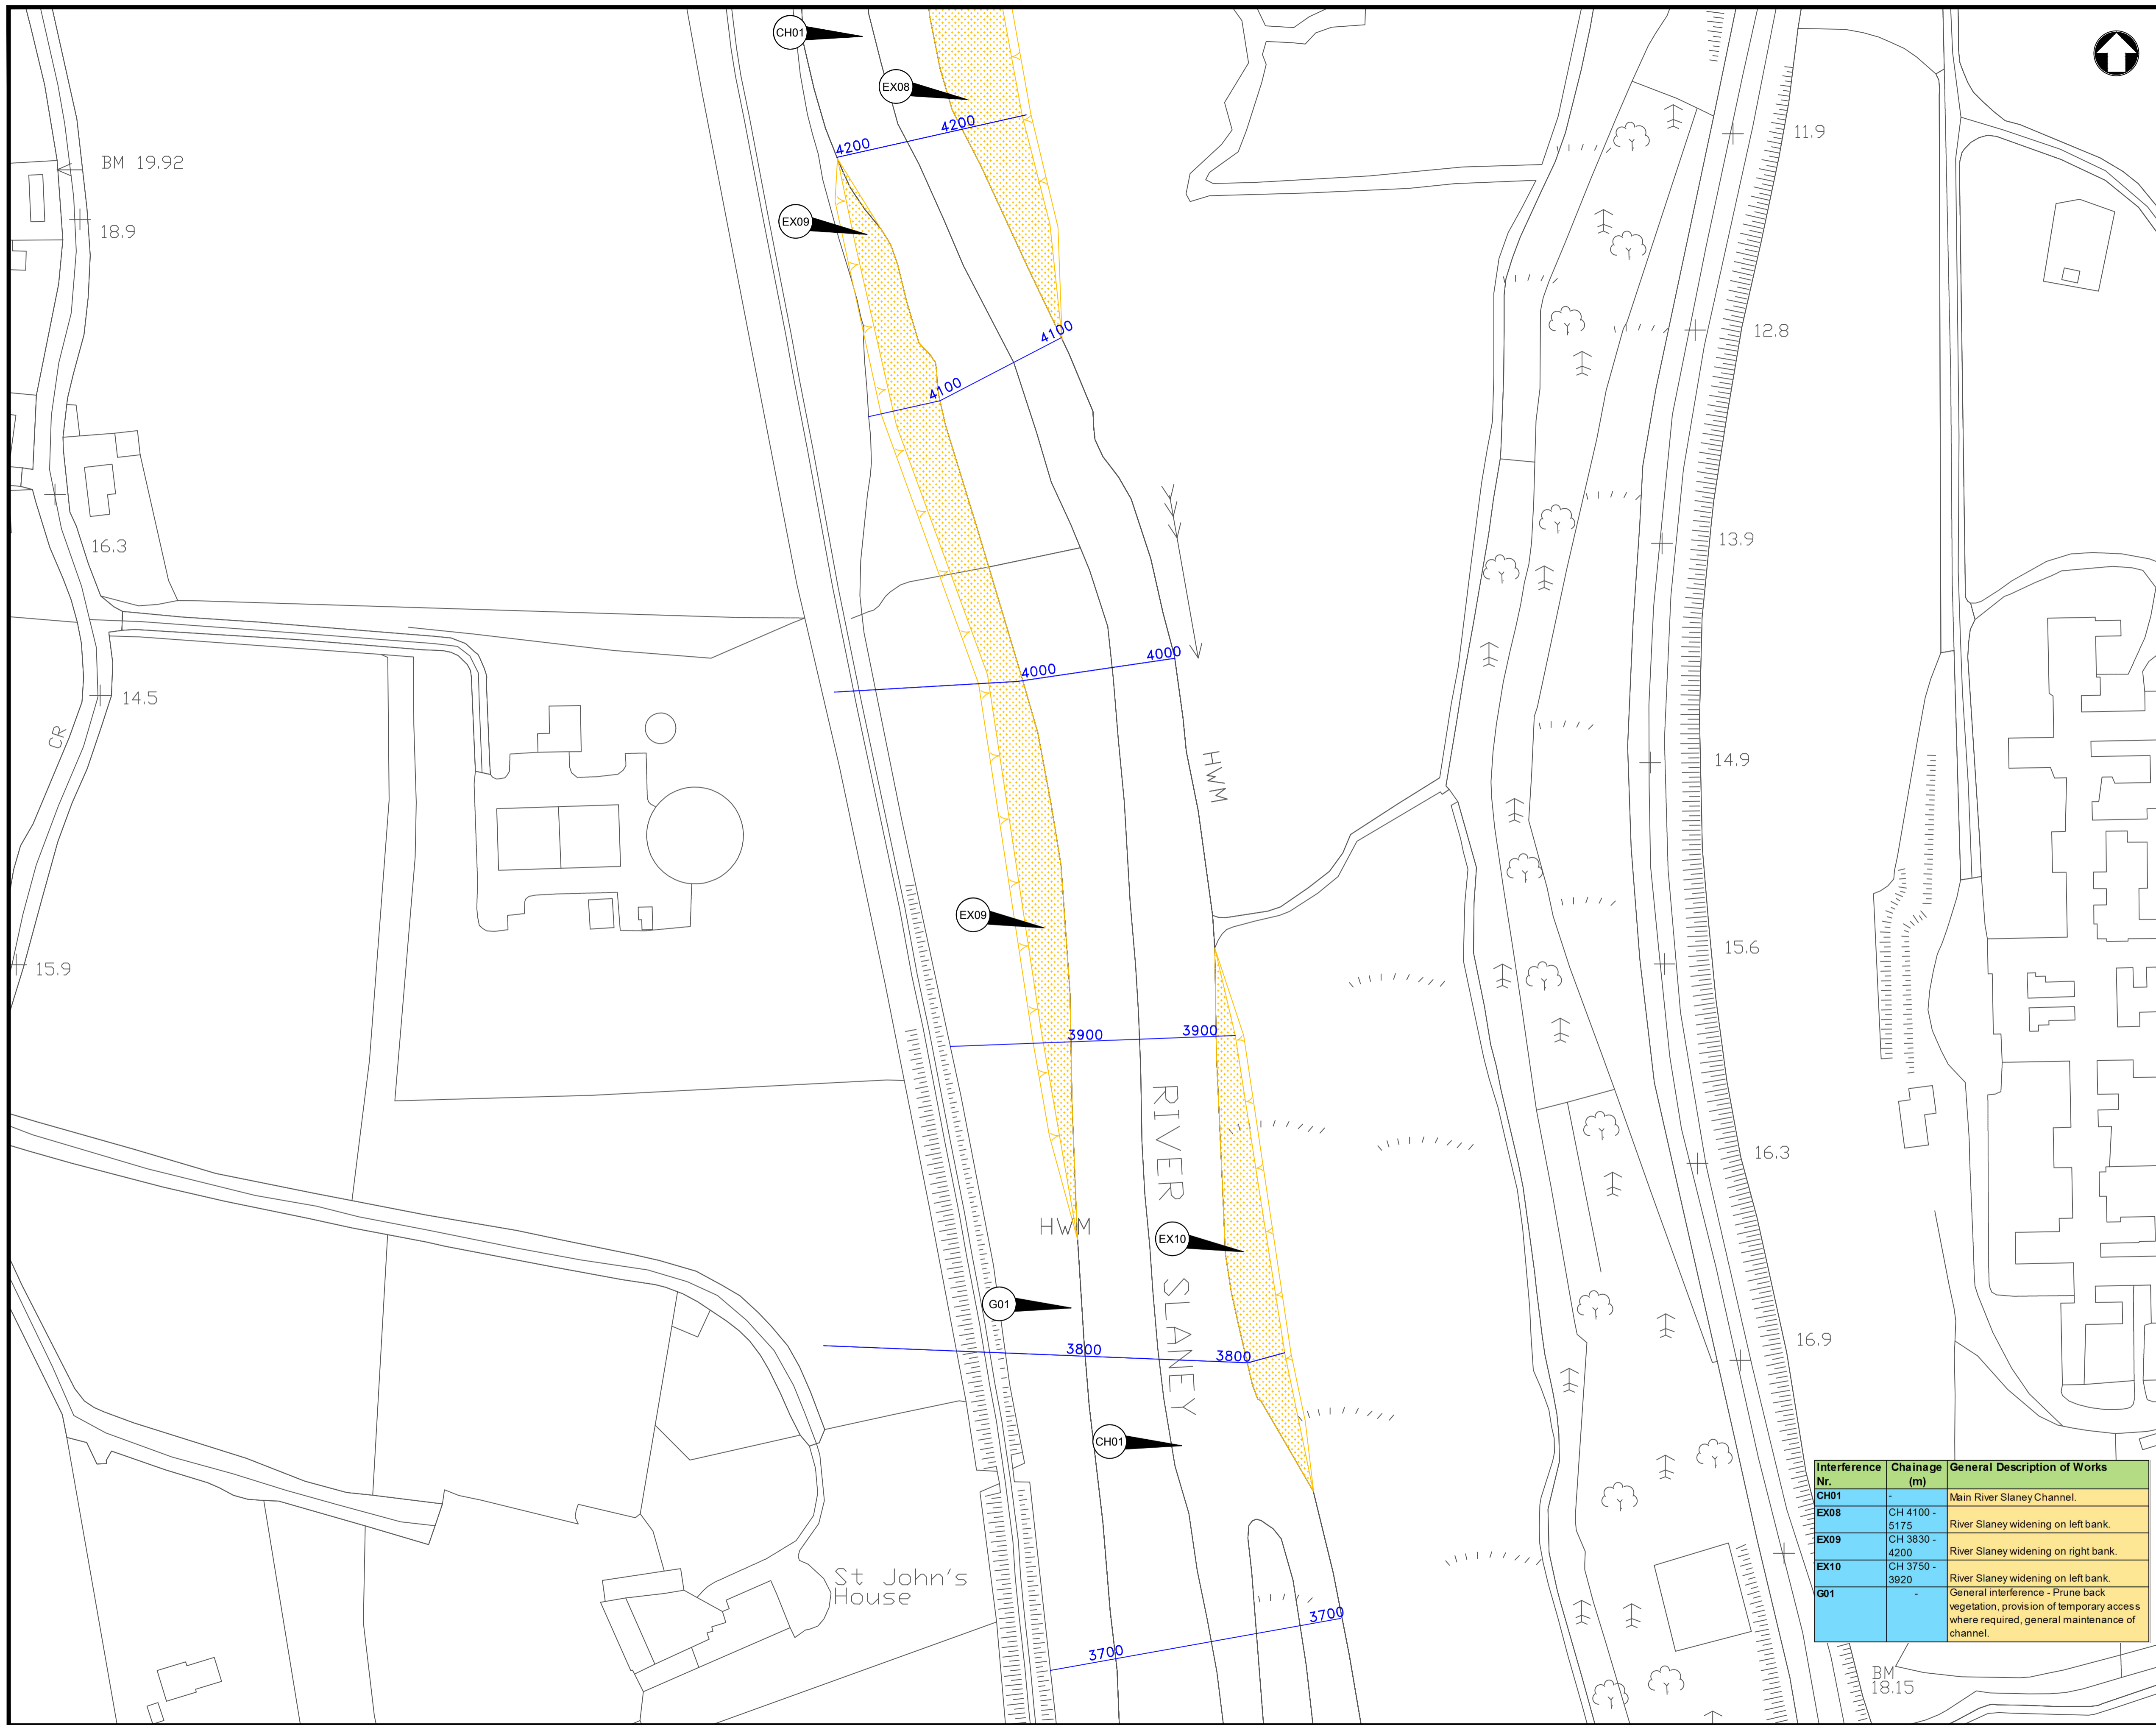 CH01
EX08
4200
4200
11.9
BM 19.92
EX09
18.9
12.8
4100
4100
13.9
16.3
4000
4000
14.5
CR
HWM
14.9
EX09
15.6
15.9
3900
3900
RIVER SLANEY
16.3
HWM
EX10
G01
16.9
3800
3800
CH01
St John's
House
3700
3700
BM
18.15
Interference Chainage General Description of Works
Nr. (m)
CH01 - Main River Slaney Channel.
EX08 CH 4100 -
5175 River Slaney widening on left bank.
EX09 CH 3830 -
4200 River Slaney widening on right bank.
EX10 CH 3750 -
3920 River Slaney widening on left bank.
G01 - General interference - Prune back
vegetation, provision of temporary access
where required, general maintenance of
channel.